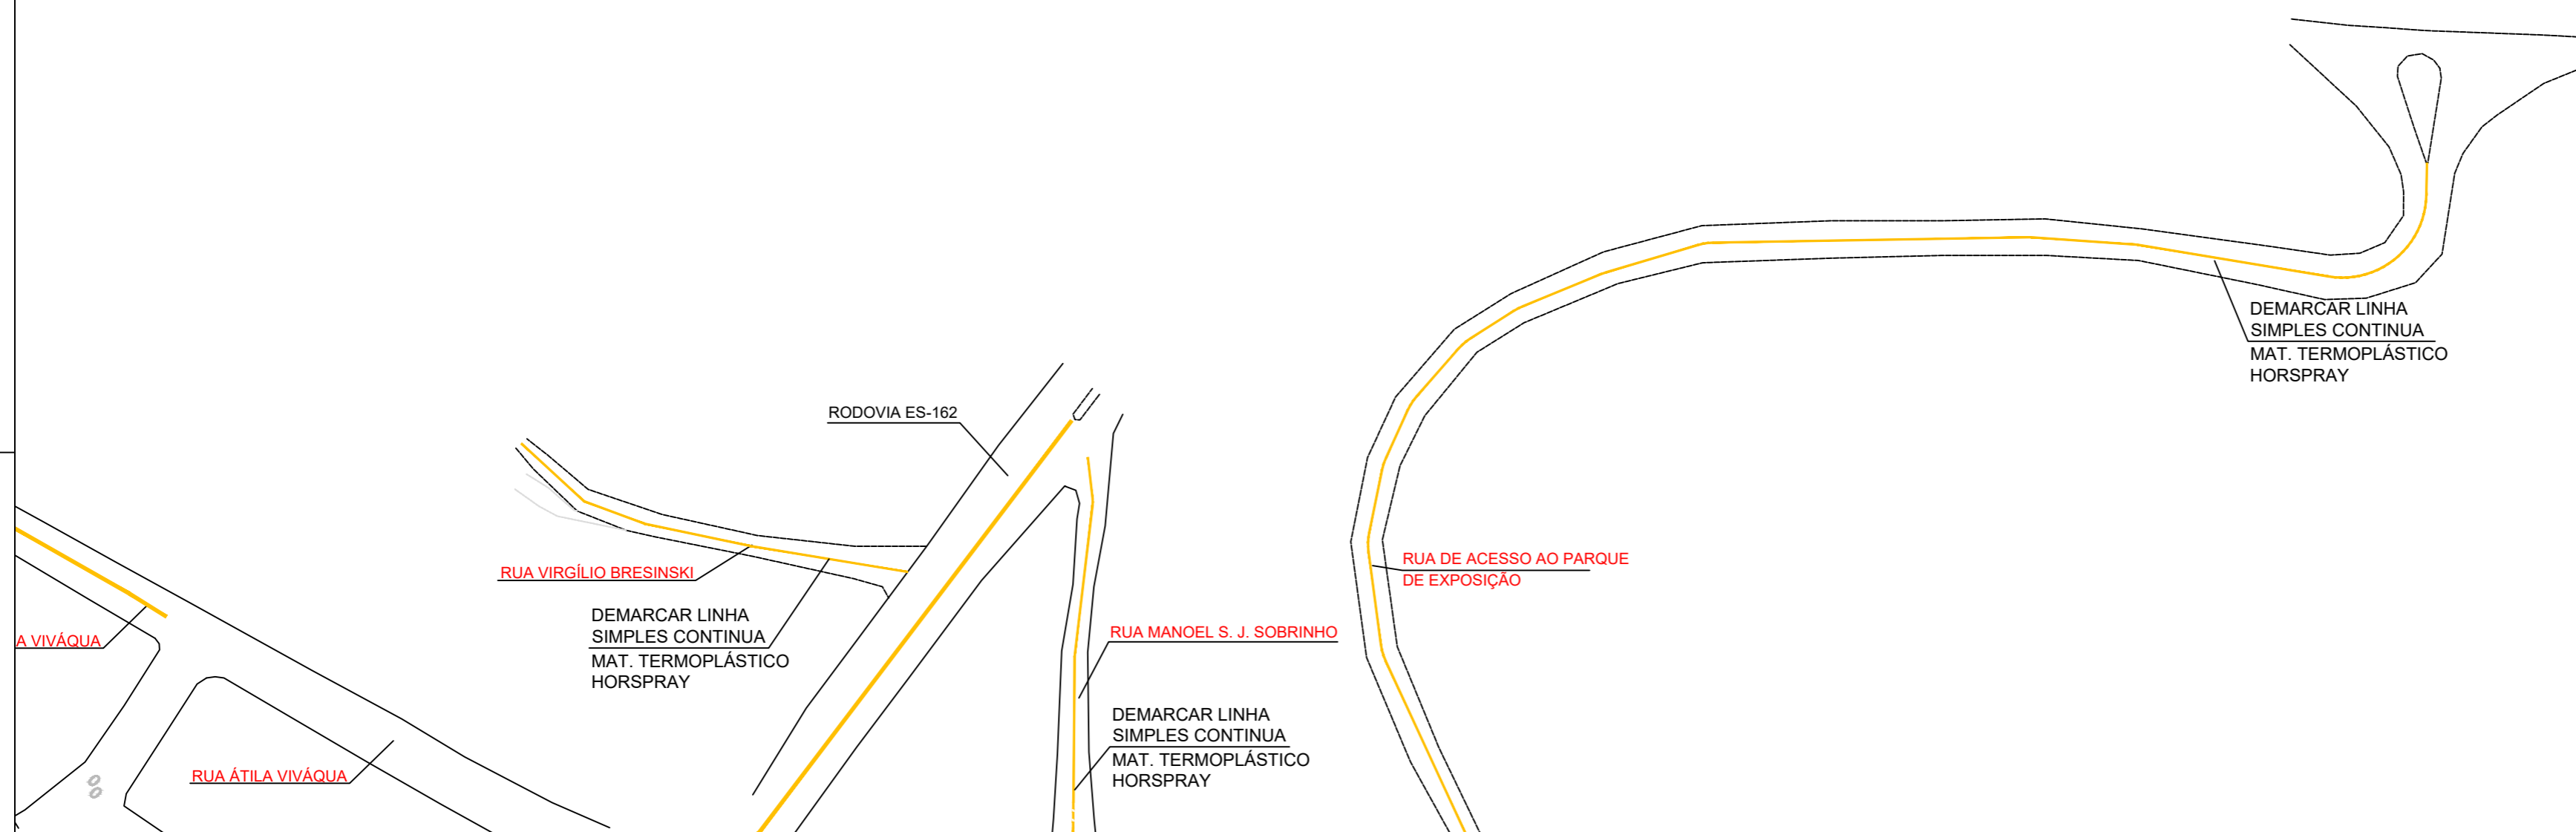 DEMARCAR LINHA
SIMPLES CONTINUA
MAT. TERMOPLÁSTICO
HORSPRAY
RODOVIA ES-162
RUA VIRGÍLIO BRESINSKI
DEMARCAR LINHA
SIMPLES CONTINUA
MAT. TERMOPLÁSTICO
HORSPRAY
RUA DE ACESSO AO PARQUE
DE EXPOSIÇÃO
A VIVÁQUA
RUA MANOEL S. J. SOBRINHO
DEMARCAR LINHA
SIMPLES CONTINUA
MAT. TERMOPLÁSTICO
HORSPRAY
RUA ÁTILA VIVÁQUA